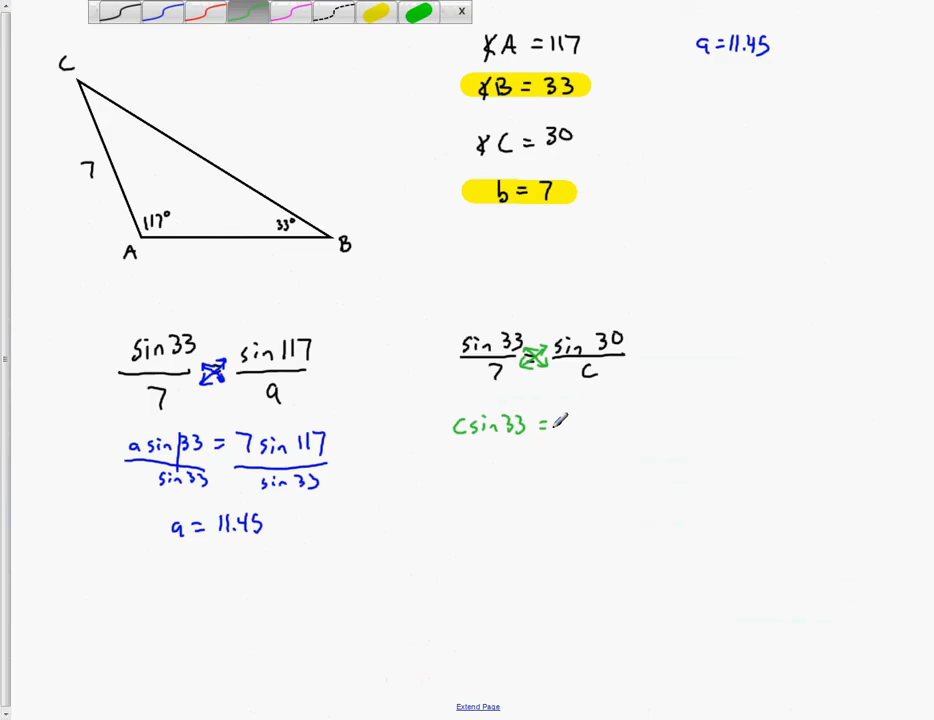 x
C
7
117°
33°
A
B
∡A = 117
∡B = 33
∡C = 30
b = 7
a = 11.45
sin 33 / 7 = sin 117 / a
a sin 33 = 7 sin 117
sin 33 sin 33
a = 11.45
sin 33 / 7 = sin 30 / c
c sin 33 =
Extend Page